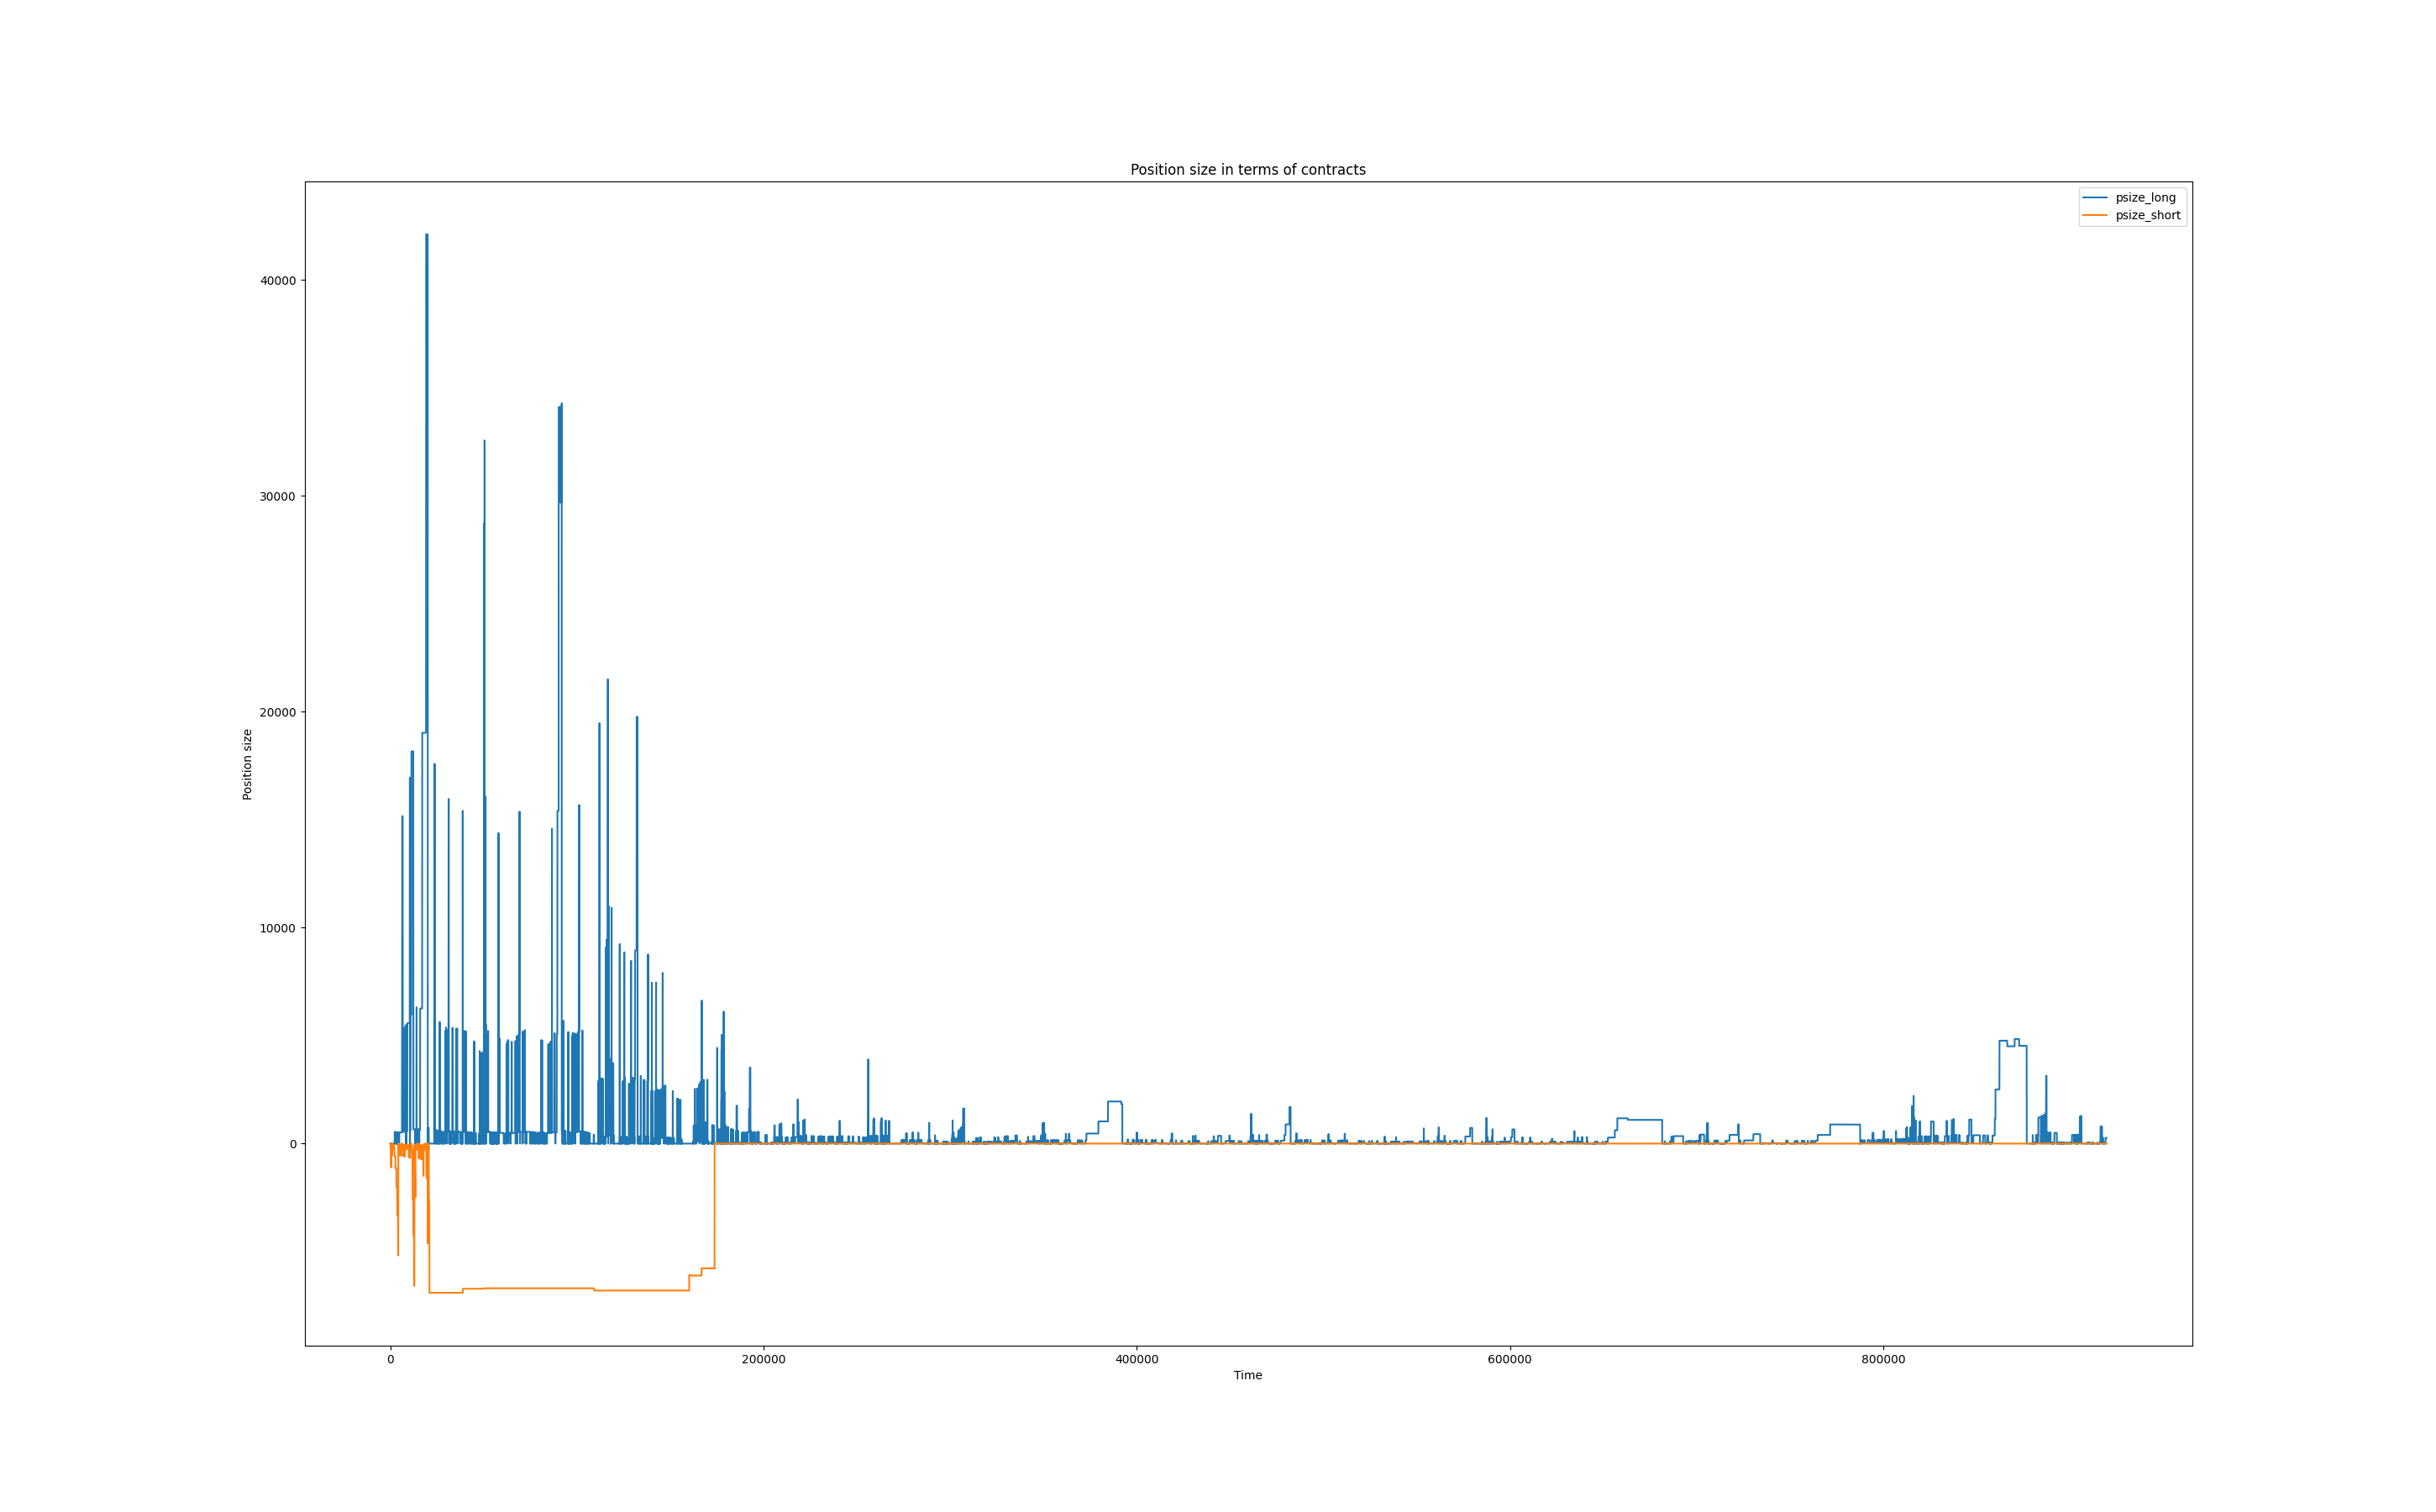 Position size in terms of contracts
psize_long
psize_short
Position size
40000
30000
20000
10000
0
0
200000
400000
600000
800000
Time